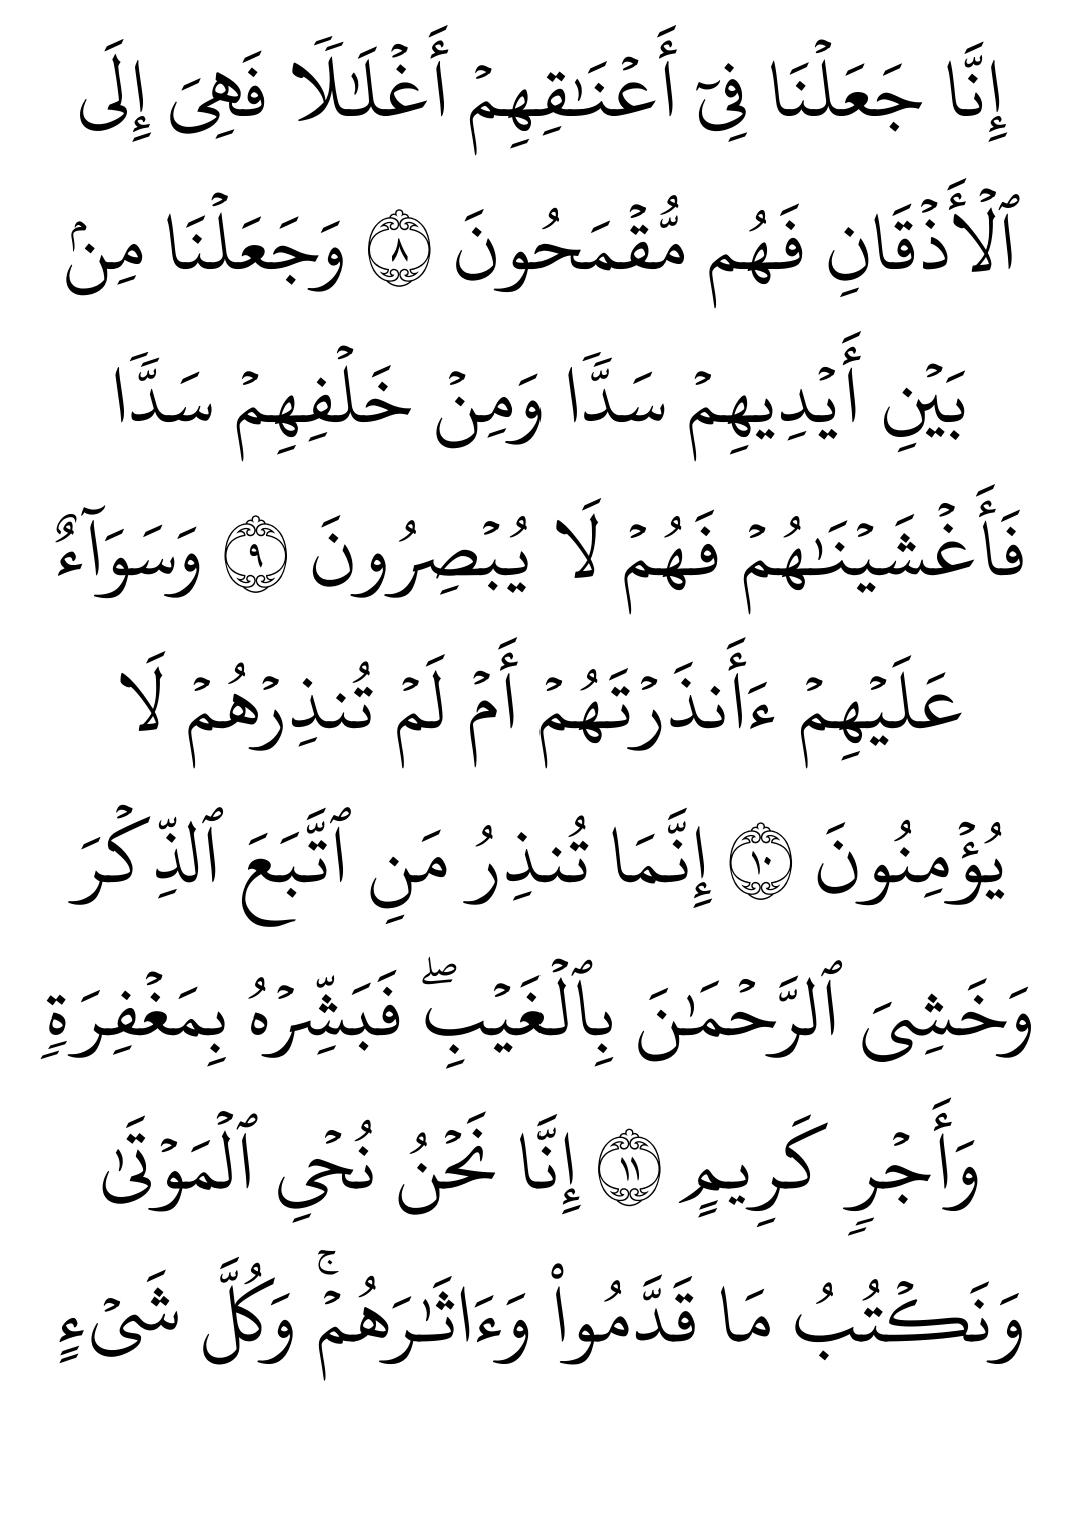 إِنَّا جَعَلْنَا فِىٓ أَعْنَـٰقِهِمْ أَغْلَـٰلًا فَهِىَ إِلَى
ٱلْأَذْقَانِ فَهُم مُّقْمَحُونَ ٨ وَجَعَلْنَا مِنۢ
بَيْنِ أَيْدِيهِمْ سَدًّا وَمِنْ خَلْفِهِمْ سَدًّا
فَأَغْشَيْنَـٰهُمْ فَهُمْ لَا يُبْصِرُونَ ٩ وَسَوَآءٌ
عَلَيْهِمْ ءَأَنذَرْتَهُمْ أَمْ لَمْ تُنذِرْهُمْ لَا
يُؤْمِنُونَ ١٠ إِنَّمَا تُنذِرُ مَنِ ٱتَّبَعَ ٱلذِّكْرَ
وَخَشِىَ ٱلرَّحْمَـٰنَ بِٱلْغَيْبِ ۖ فَبَشِّرْهُ بِمَغْفِرَةٍ
وَأَجْرٍ كَرِيمٍ ١١ إِنَّا نَحْنُ نُحْىِ ٱلْمَوْتَىٰ
وَنَكْتُبُ مَا قَدَّمُوا۟ وَءَاثَـٰرَهُمْ ۚ وَكُلَّ شَىْءٍ